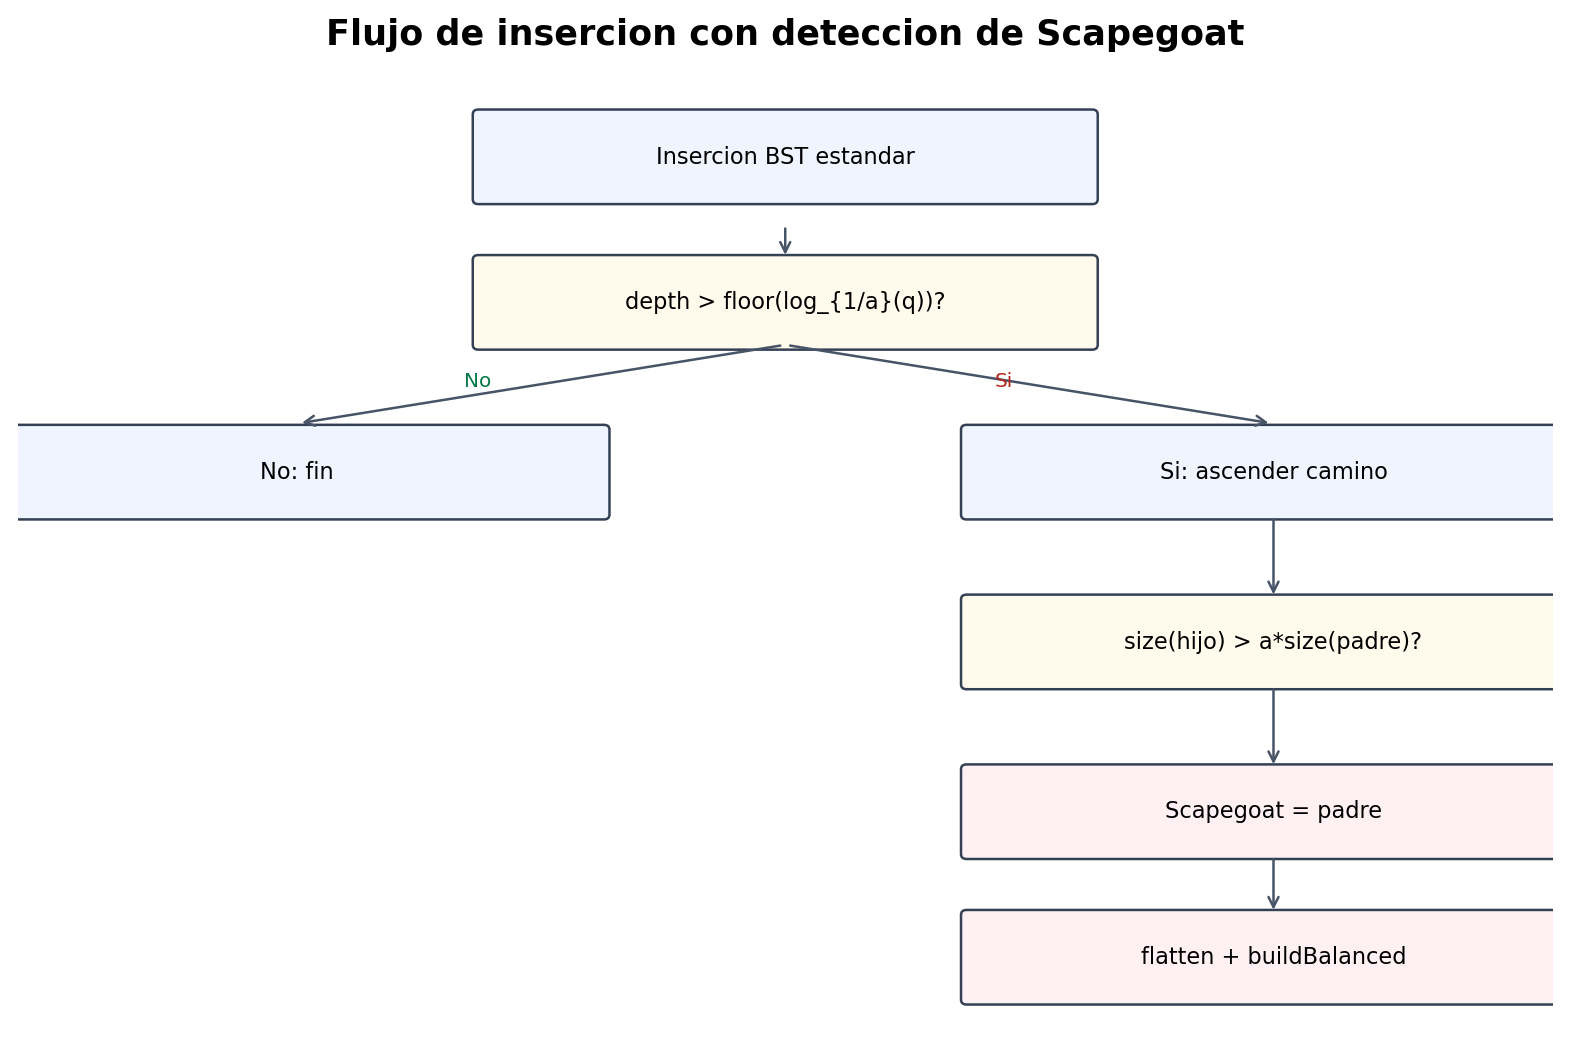 Flujo de insercion con deteccion de Scapegoat
Insercion BST estandar
depth > floor(log_{1/a}(q))?
No
Si
No: fin
Si: ascender camino
size(hijo) > a*size(padre)?
Scapegoat = padre
flatten + buildBalanced